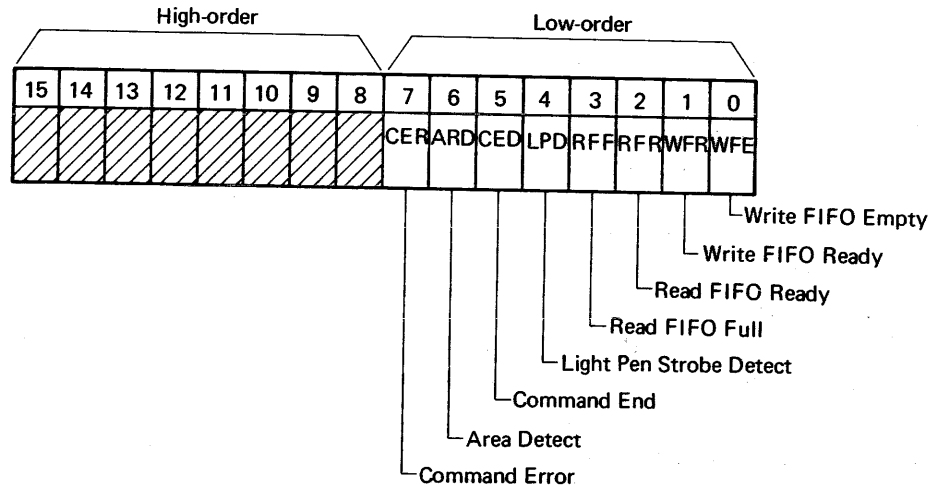 High-order Low-order
15 14 13 12 11 10 9 8 7 6 5 4 3 2 1 0
CER ARD CED LPD RFF RFR WFR WFE
Write FIFO Empty
Write FIFO Ready
Read FIFO Ready
Read FIFO Full
Light Pen Strobe Detect
Command End
Area Detect
Command Error